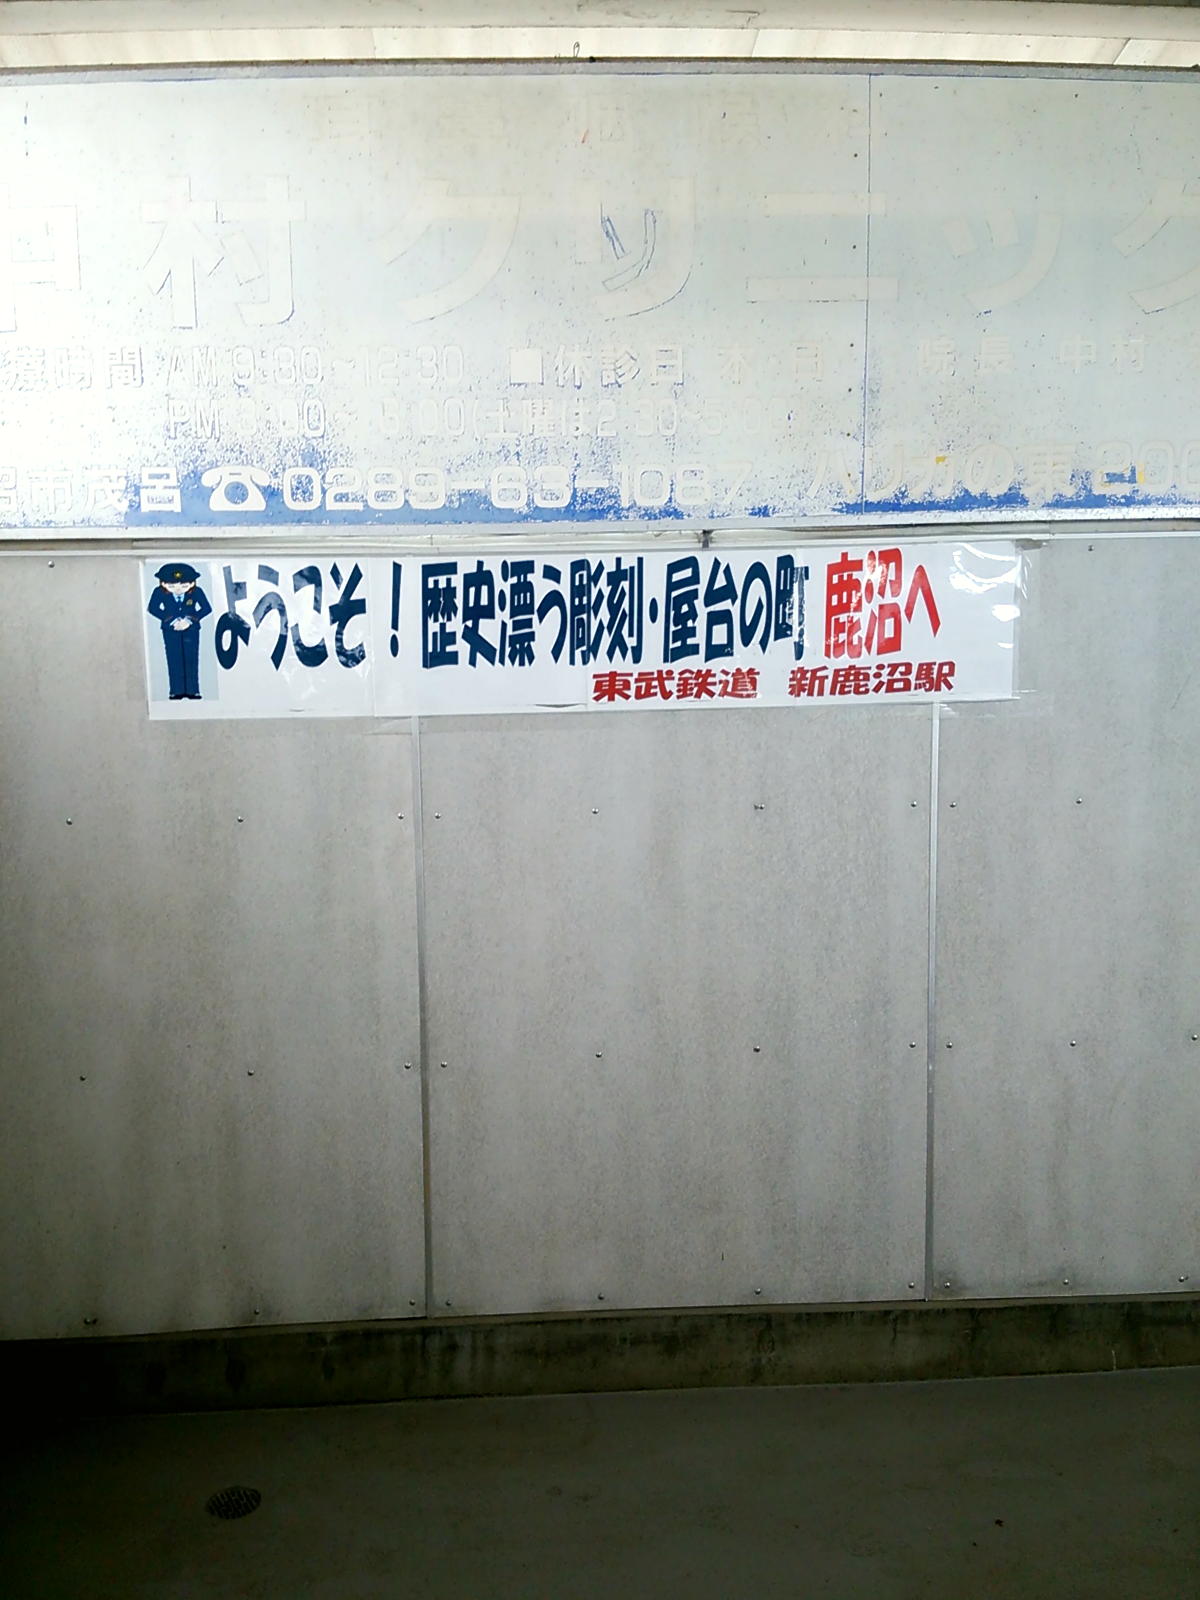 中村クリニック
療時間 AM 9:30~12:30 ■休診日 木・日 院長 中村
PM 3:00~6:00(土曜は2:30~5:00)
沼市茂呂 ☎0289-63-1067
ようこそ!歴史漂う彫刻・屋台の町 鹿沼へ
東武鉄道 新鹿沼駅